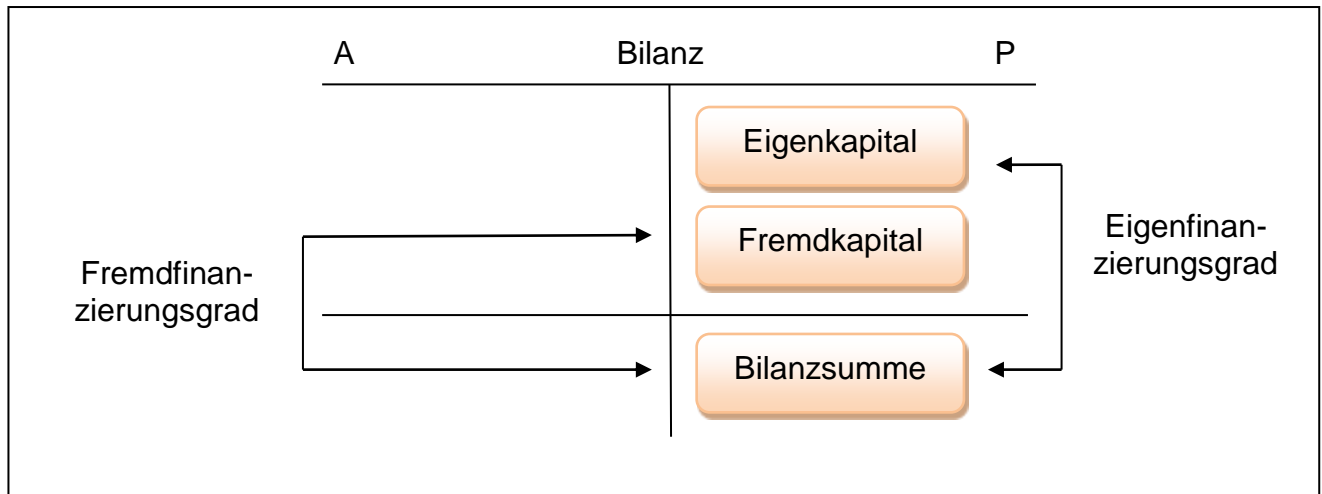 A Bilanz P
Eigenkapital
Fremdkapital
Eigenfinan-
zierungsgrad
Fremdfinan-
zierungsgrad
Bilanzsumme